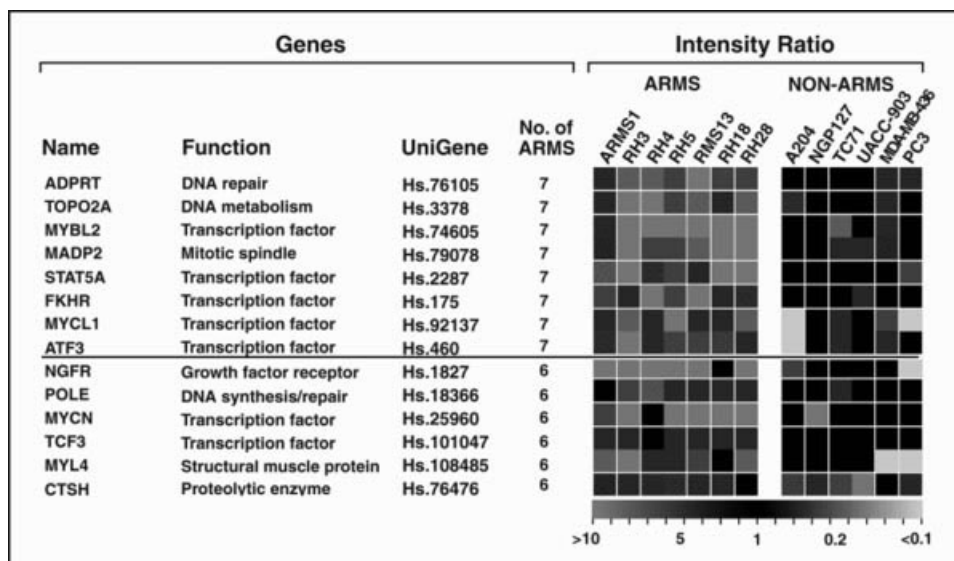 Genes Intensity Ratio
ARMS NON-ARMS
Name Function UniGene No. of ARMS ARMS1 RH3 RH4 RH5 RMS13 RH18 RH28 A204 NGP127 TC71 UACC-903 MDA-MB-436 PC3
ADPRT DNA repair Hs.76105 7
TOPO2A DNA metabolism Hs.3378 7
MYBL2 Transcription factor Hs.74605 7
MADP2 Mitotic spindle Hs.79078 7
STAT5A Transcription factor Hs.2287 7
FKHR Transcription factor Hs.175 7
MYCL1 Transcription factor Hs.92137 7
ATF3 Transcription factor Hs.460 7
NGFR Growth factor receptor Hs.1827 6
POLE DNA synthesis/repair Hs.18366 6
MYCN Transcription factor Hs.25960 6
TCF3 Transcription factor Hs.101047 6
MYL4 Structural muscle protein Hs.108485 6
CTSH Proteolytic enzyme Hs.76476 6
>10 5 1 0.2 <0.1